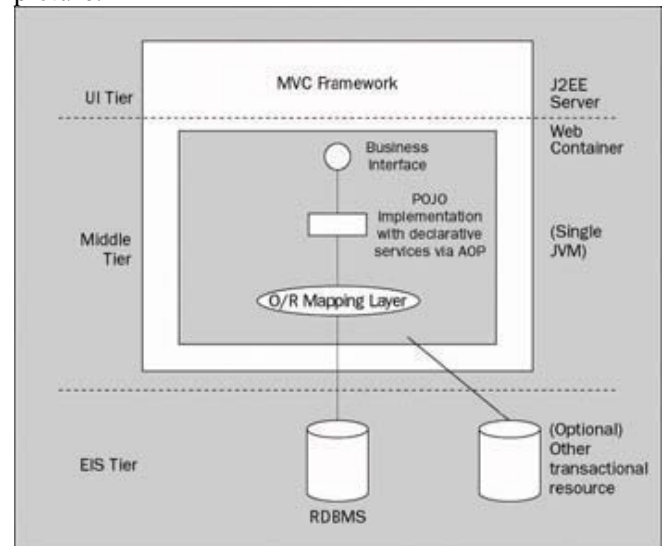 MVC Framework
UI Tier
J2EE
Server
Web
Container
Business
Interface
POJO
Implementation
with declarative
services via AOP
Middle
Tier
(Single
JVM)
O/R Mapping Layer
EIS Tier
RDBMS
(Optional)
Other
transactional
resource